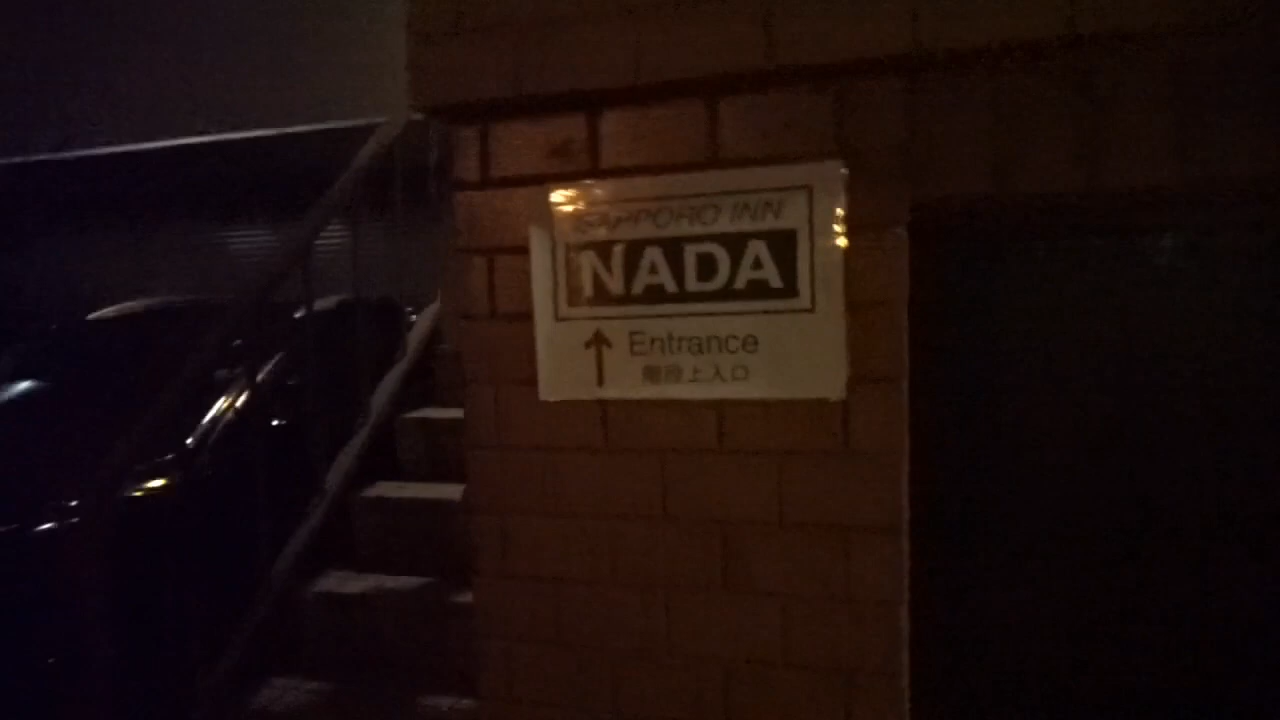 SAPPORO INN
NADA
↑ Entrance
階段上入口